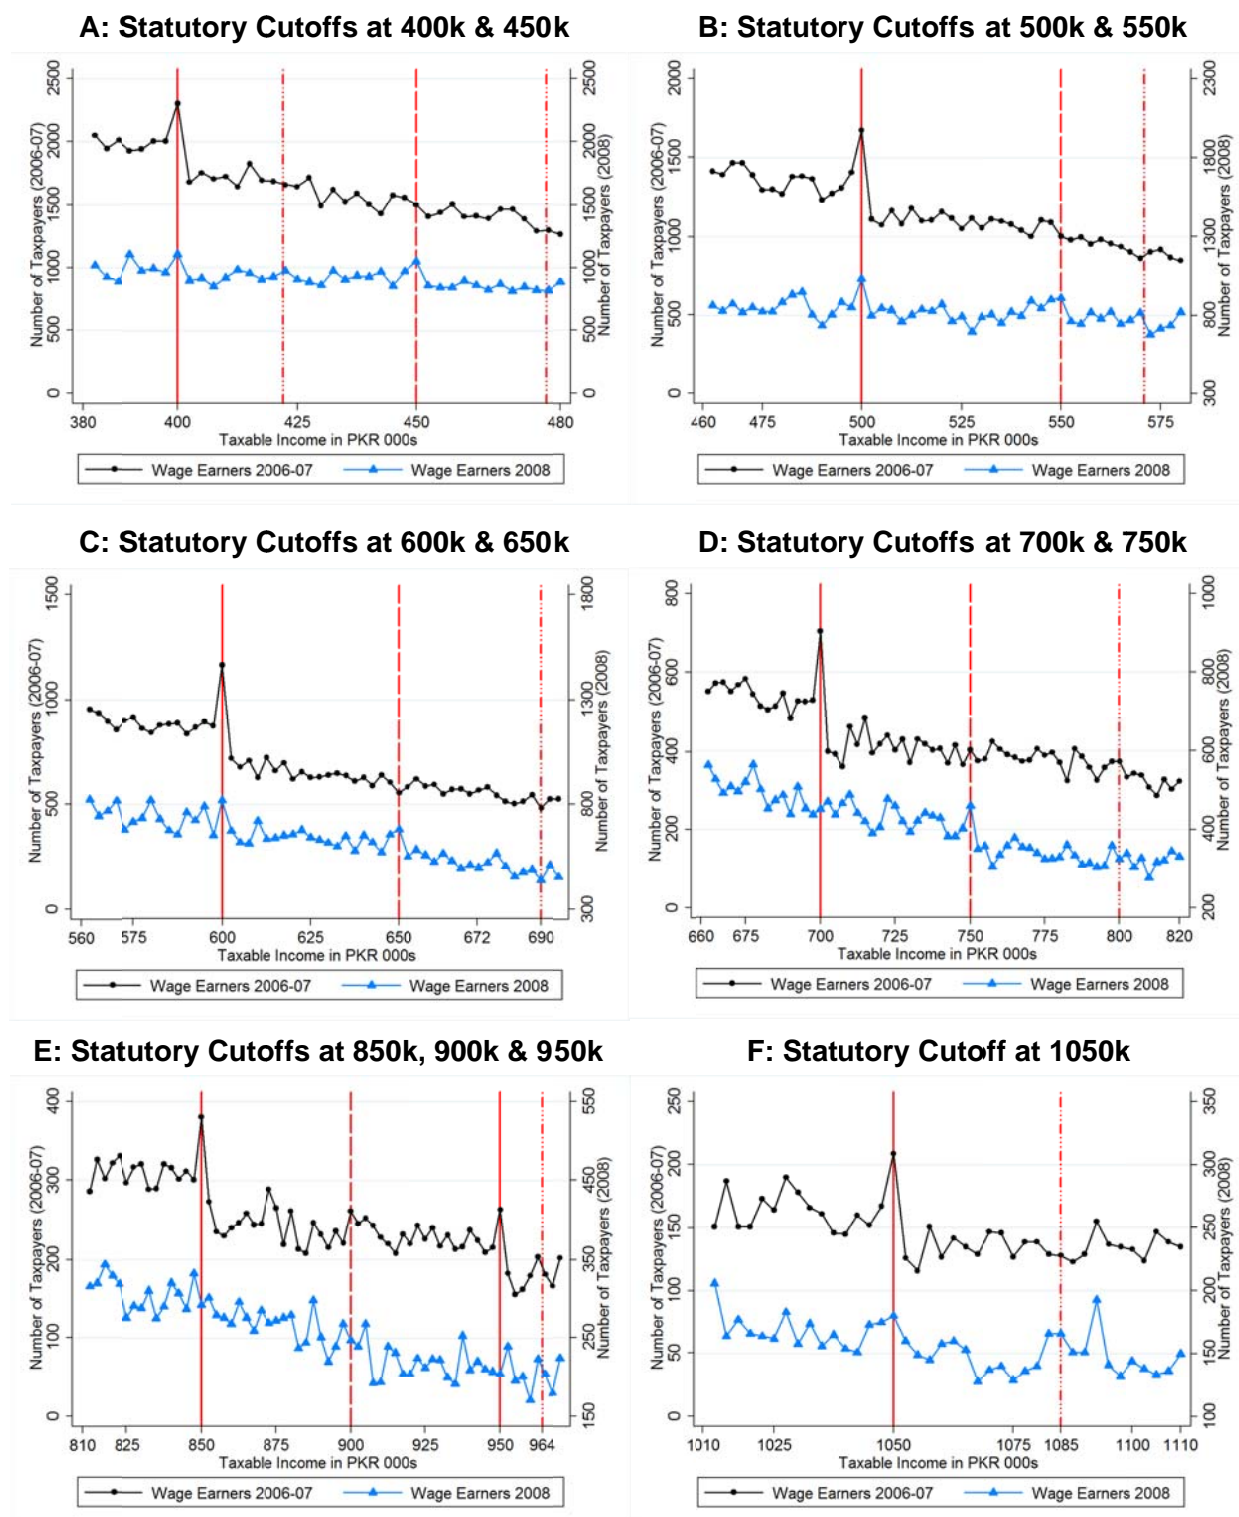 A: Statutory Cutoffs at 400k & 450k
Number of Taxpayers (2006-07)
0 500 1000 1500 2000 2500
Number of Taxpayers (2008)
0 500 1000 1500 2000 2500
380 400 425 450 480
Taxable Income in PKR 000s
Wage Earners 2006-07 Wage Earners 2008
B: Statutory Cutoffs at 500k & 550k
Number of Taxpayers (2006-07)
0 500 1000 1500 2000
Number of Taxpayers (2008)
300 800 1300 1800 2300
460 475 500 525 550 575
Taxable Income in PKR 000s
Wage Earners 2006-07 Wage Earners 2008
C: Statutory Cutoffs at 600k & 650k
Number of Taxpayers (2006-07)
0 500 1000 1500
Number of Taxpayers (2008)
300 800 1300 1800
560 575 600 625 650 672 690
Taxable Income in PKR 000s
Wage Earners 2006-07 Wage Earners 2008
D: Statutory Cutoffs at 700k & 750k
Number of Taxpayers (2006-07)
0 200 400 600 800
Number of Taxpayers (2008)
200 400 600 800 1000
660 675 700 725 750 775 800 820
Taxable Income in PKR 000s
Wage Earners 2006-07 Wage Earners 2008
E: Statutory Cutoffs at 850k, 900k & 950k
Number of Taxpayers (2006-07)
0 100 200 300 400
Number of Taxpayers (2008)
150 250 350 450 550
810 825 850 875 900 925 950 964
Taxable Income in PKR 000s
Wage Earners 2006-07 Wage Earners 2008
F: Statutory Cutoff at 1050k
Number of Taxpayers (2006-07)
0 50 100 150 200 250
Number of Taxpayers (2008)
100 150 200 250 300 350
1010 1025 1050 1075 1085 1100 1110
Taxable Income in PKR 000s
Wage Earners 2006-07 Wage Earners 2008